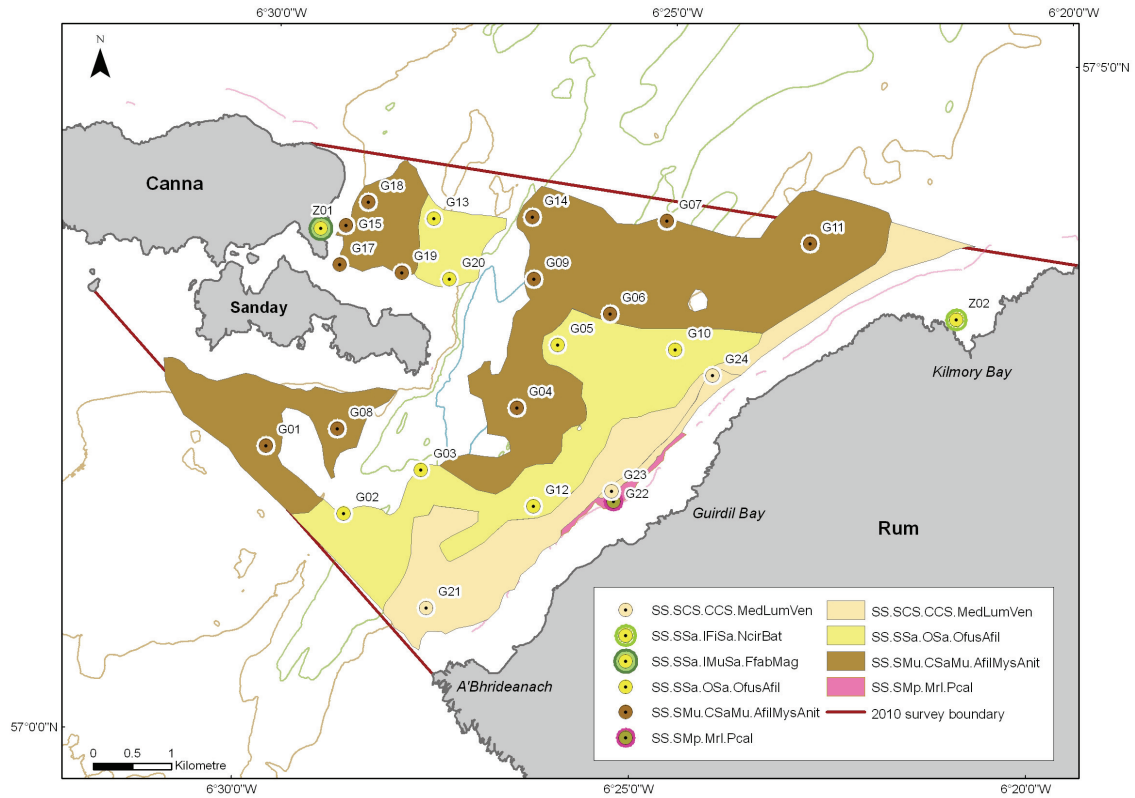 6°30'0"W
6°25'0"W
6°20'0"W
N
57°5'0"N
Canna
G18
Z01
G13
G14
G07
G15
G11
G17
G19
G20
G09
Sanday
G06
Z02
G05
G10
G24
Kilmory Bay
G04
G08
G01
G03
G23
G22
G02
G12
Guirdil Bay
Rum
G21
A'Bhrideanach
SS.SCS.CCS.MedLumVen
SS.SSa.IFiSa.NcirBat
SS.SSa.IMuSa.FfabMag
SS.SSa.OSa.OfusAfil
SS.SMu.CSaMu.AfilMysAnit
SS.SMp.Mrl.Pcal
SS.SCS.CCS.MedLumVen
SS.SSa.OSa.OfusAfil
SS.SMu.CSaMu.AfilMysAnit
SS.SMp.Mrl.Pcal
2010 survey boundary
57°0'0"N
0 0.5 1
Kilometre
6°30'0"W
6°25'0"W
6°20'0"W